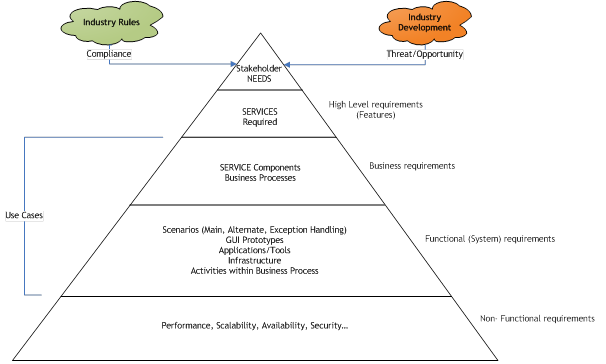 Industry Rules
Industry
Development
Compliance
Threat/Opportunity
Stakeholder
NEEDS
High Level requirements
(Features)
SERVICES
Required
Business requirements
SERVICE Components
Business Processes
Use Cases
Scenarios (Main, Alternate, Exception Handling)
GUI Prototypes
Applications/Tools
Infrastructure
Activities within Business Process
Functional (System) requirements
Non- Functional requirements
Performance, Scalability, Availability, Security...